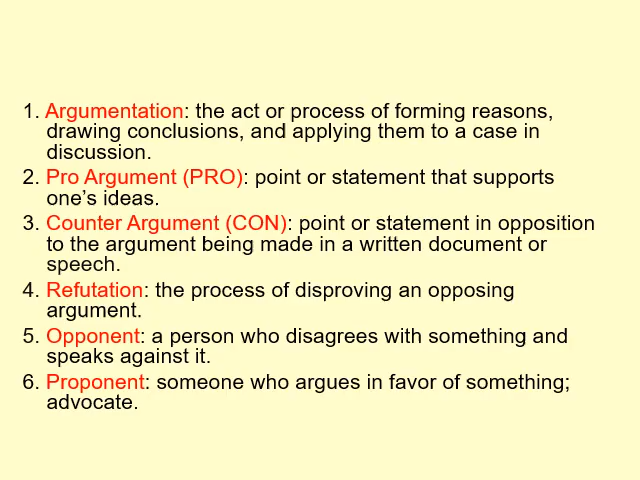 1. Argumentation: the act or process of forming reasons,
drawing conclusions, and applying them to a case in
discussion.
2. Pro Argument (PRO): point or statement that supports
one’s ideas.
3. Counter Argument (CON): point or statement in opposition
to the argument being made in a written document or
speech.
4. Refutation: the process of disproving an opposing
argument.
5. Opponent: a person who disagrees with something and
speaks against it.
6. Proponent: someone who argues in favor of something;
advocate.